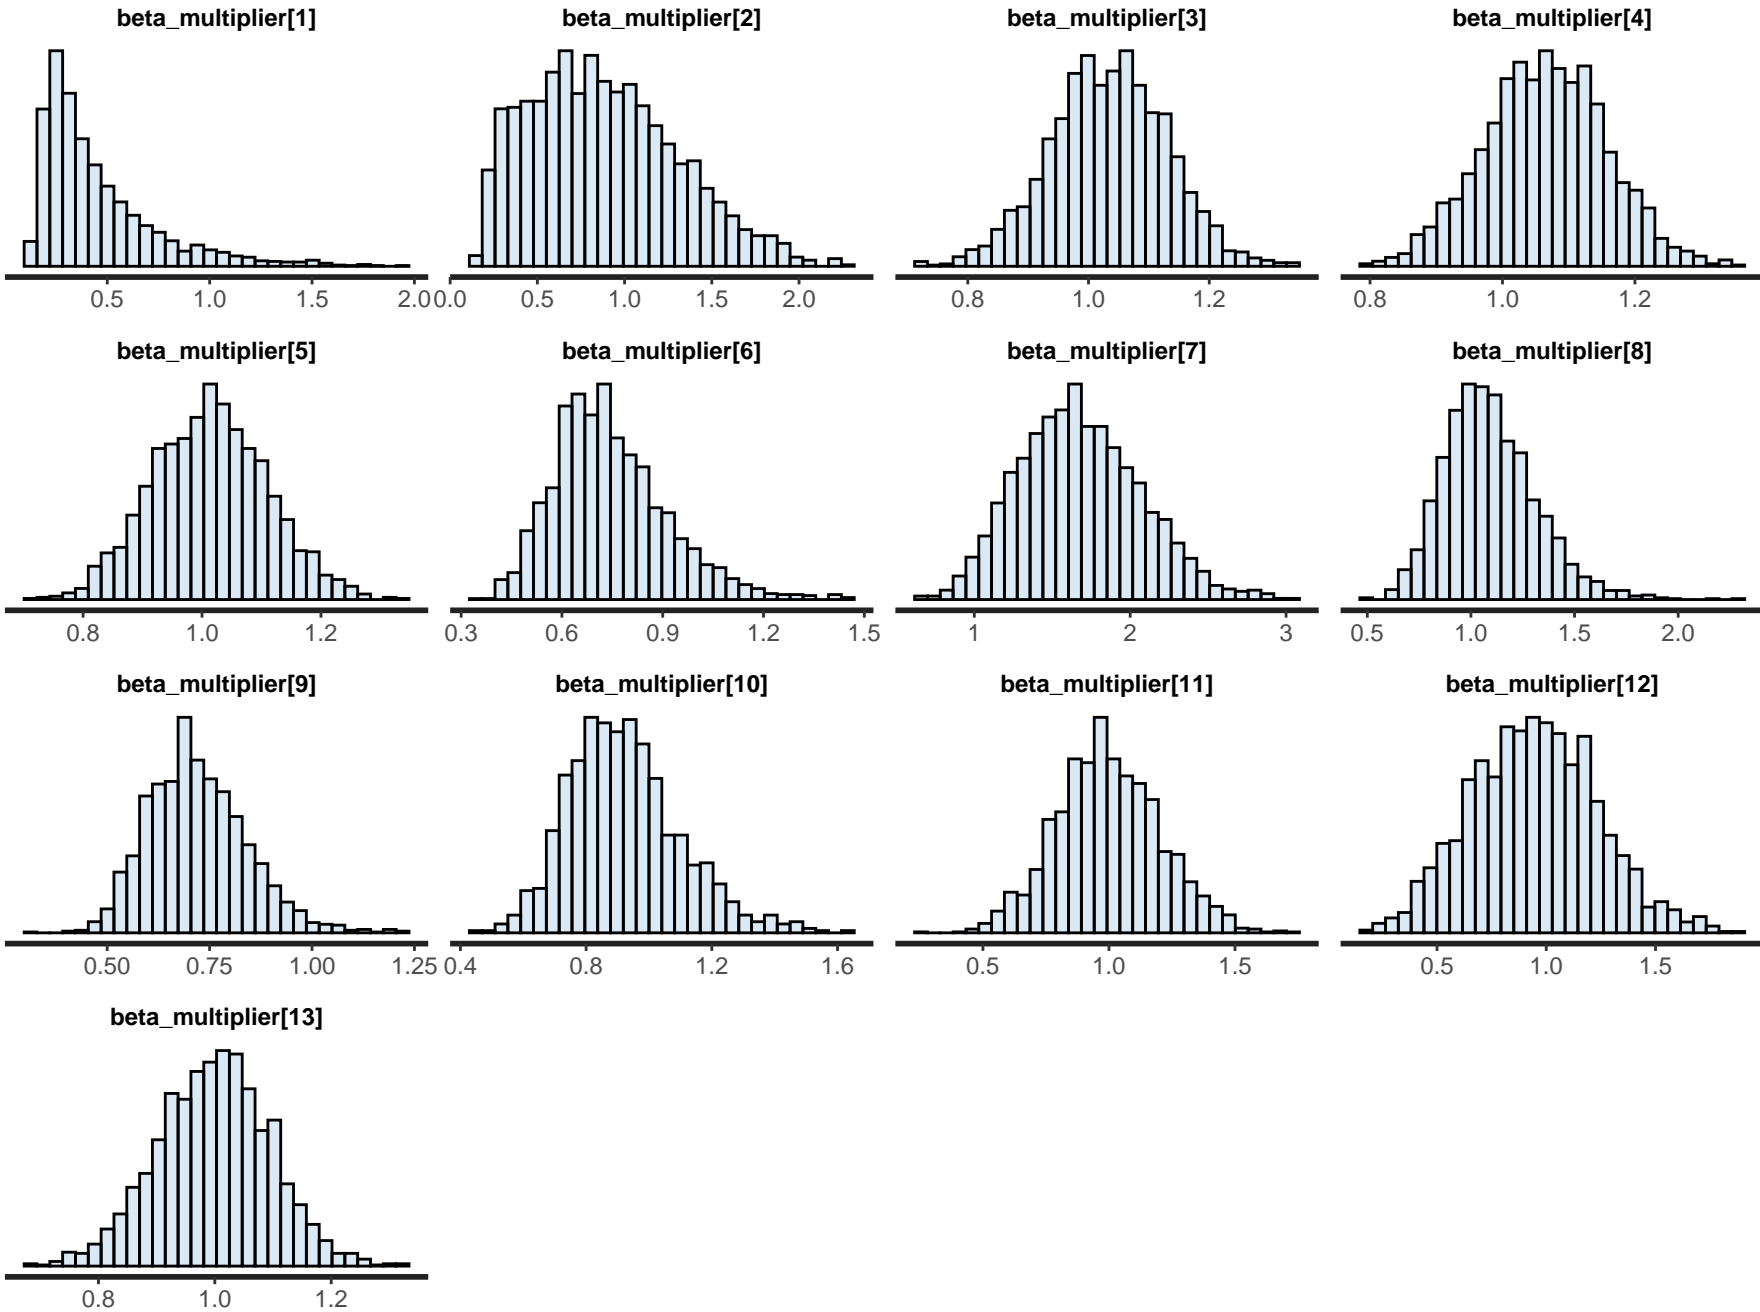 beta_multiplier[1] beta_multiplier[2] beta_multiplier[3] beta_multiplier[4]
0.5 1.0 1.5 2.0 0.0 0.5 1.0 1.5 2.0 0.8 1.0 1.2 0.8 1.0 1.2
beta_multiplier[5] beta_multiplier[6] beta_multiplier[7] beta_multiplier[8]
0.8 1.0 1.2 0.3 0.6 0.9 1.2 1.5 1 2 3 0.5 1.0 1.5 2.0
beta_multiplier[9] beta_multiplier[10] beta_multiplier[11] beta_multiplier[12]
0.50 0.75 1.00 1.25 0.4 0.8 1.2 1.6 0.5 1.0 1.5 0.5 1.0 1.5
beta_multiplier[13]
0.8 1.0 1.2